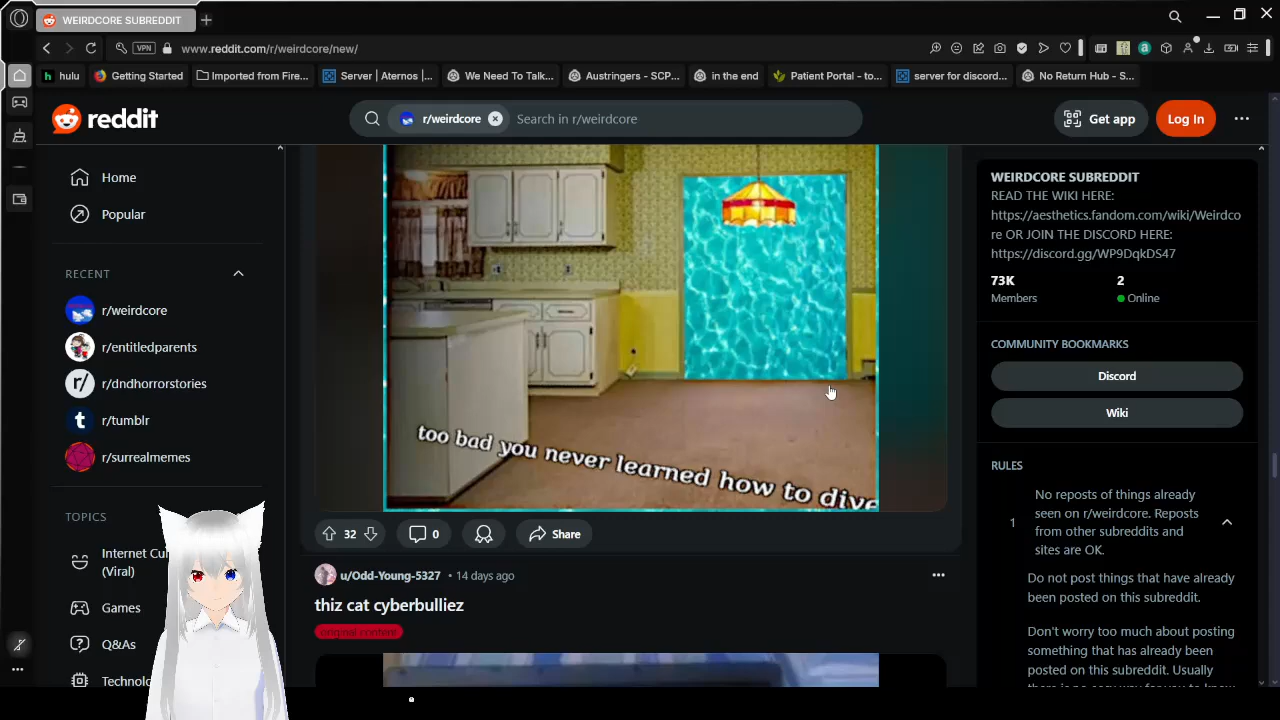 WEIRDCORE SUBREDDIT
VPN
www.reddit.com/r/weirdcore/new/
hulu
Getting Started
Imported from Fire...
Server | Aternos |...
We Need To Talk...
Austringers - SCP...
in the end
Patient Portal - to...
server for discord...
No Return Hub - S...
reddit
r/weirdcore
Search in r/weirdcore
Get app
Log In
Home
Popular
RECENT
r/weirdcore
r/entitledparents
r/dndhorrorstories
r/tumblr
r/surrealmemes
TOPICS
Internet Cu
(Viral)
Games
Q&As
Technolo
too bad you never learned how to dive
32
0
Share
u/Odd-Young-5327
• 14 days ago
thiz cat cyberbulliez
original content
WEIRDCORE SUBREDDIT
READ THE WIKI HERE:
https://aesthetics.fandom.com/wiki/Weirdco
re OR JOIN THE DISCORD HERE:
https://discord.gg/WP9DqkDS47
73K
Members
2
Online
COMMUNITY BOOKMARKS
Discord
Wiki
RULES
1
No reposts of things already
seen on r/weirdcore. Reposts
from other subreddits and
sites are OK.
Do not post things that have already
been posted on this subreddit.
Don't worry too much about posting
something that has already been
posted on this subreddit. Usually